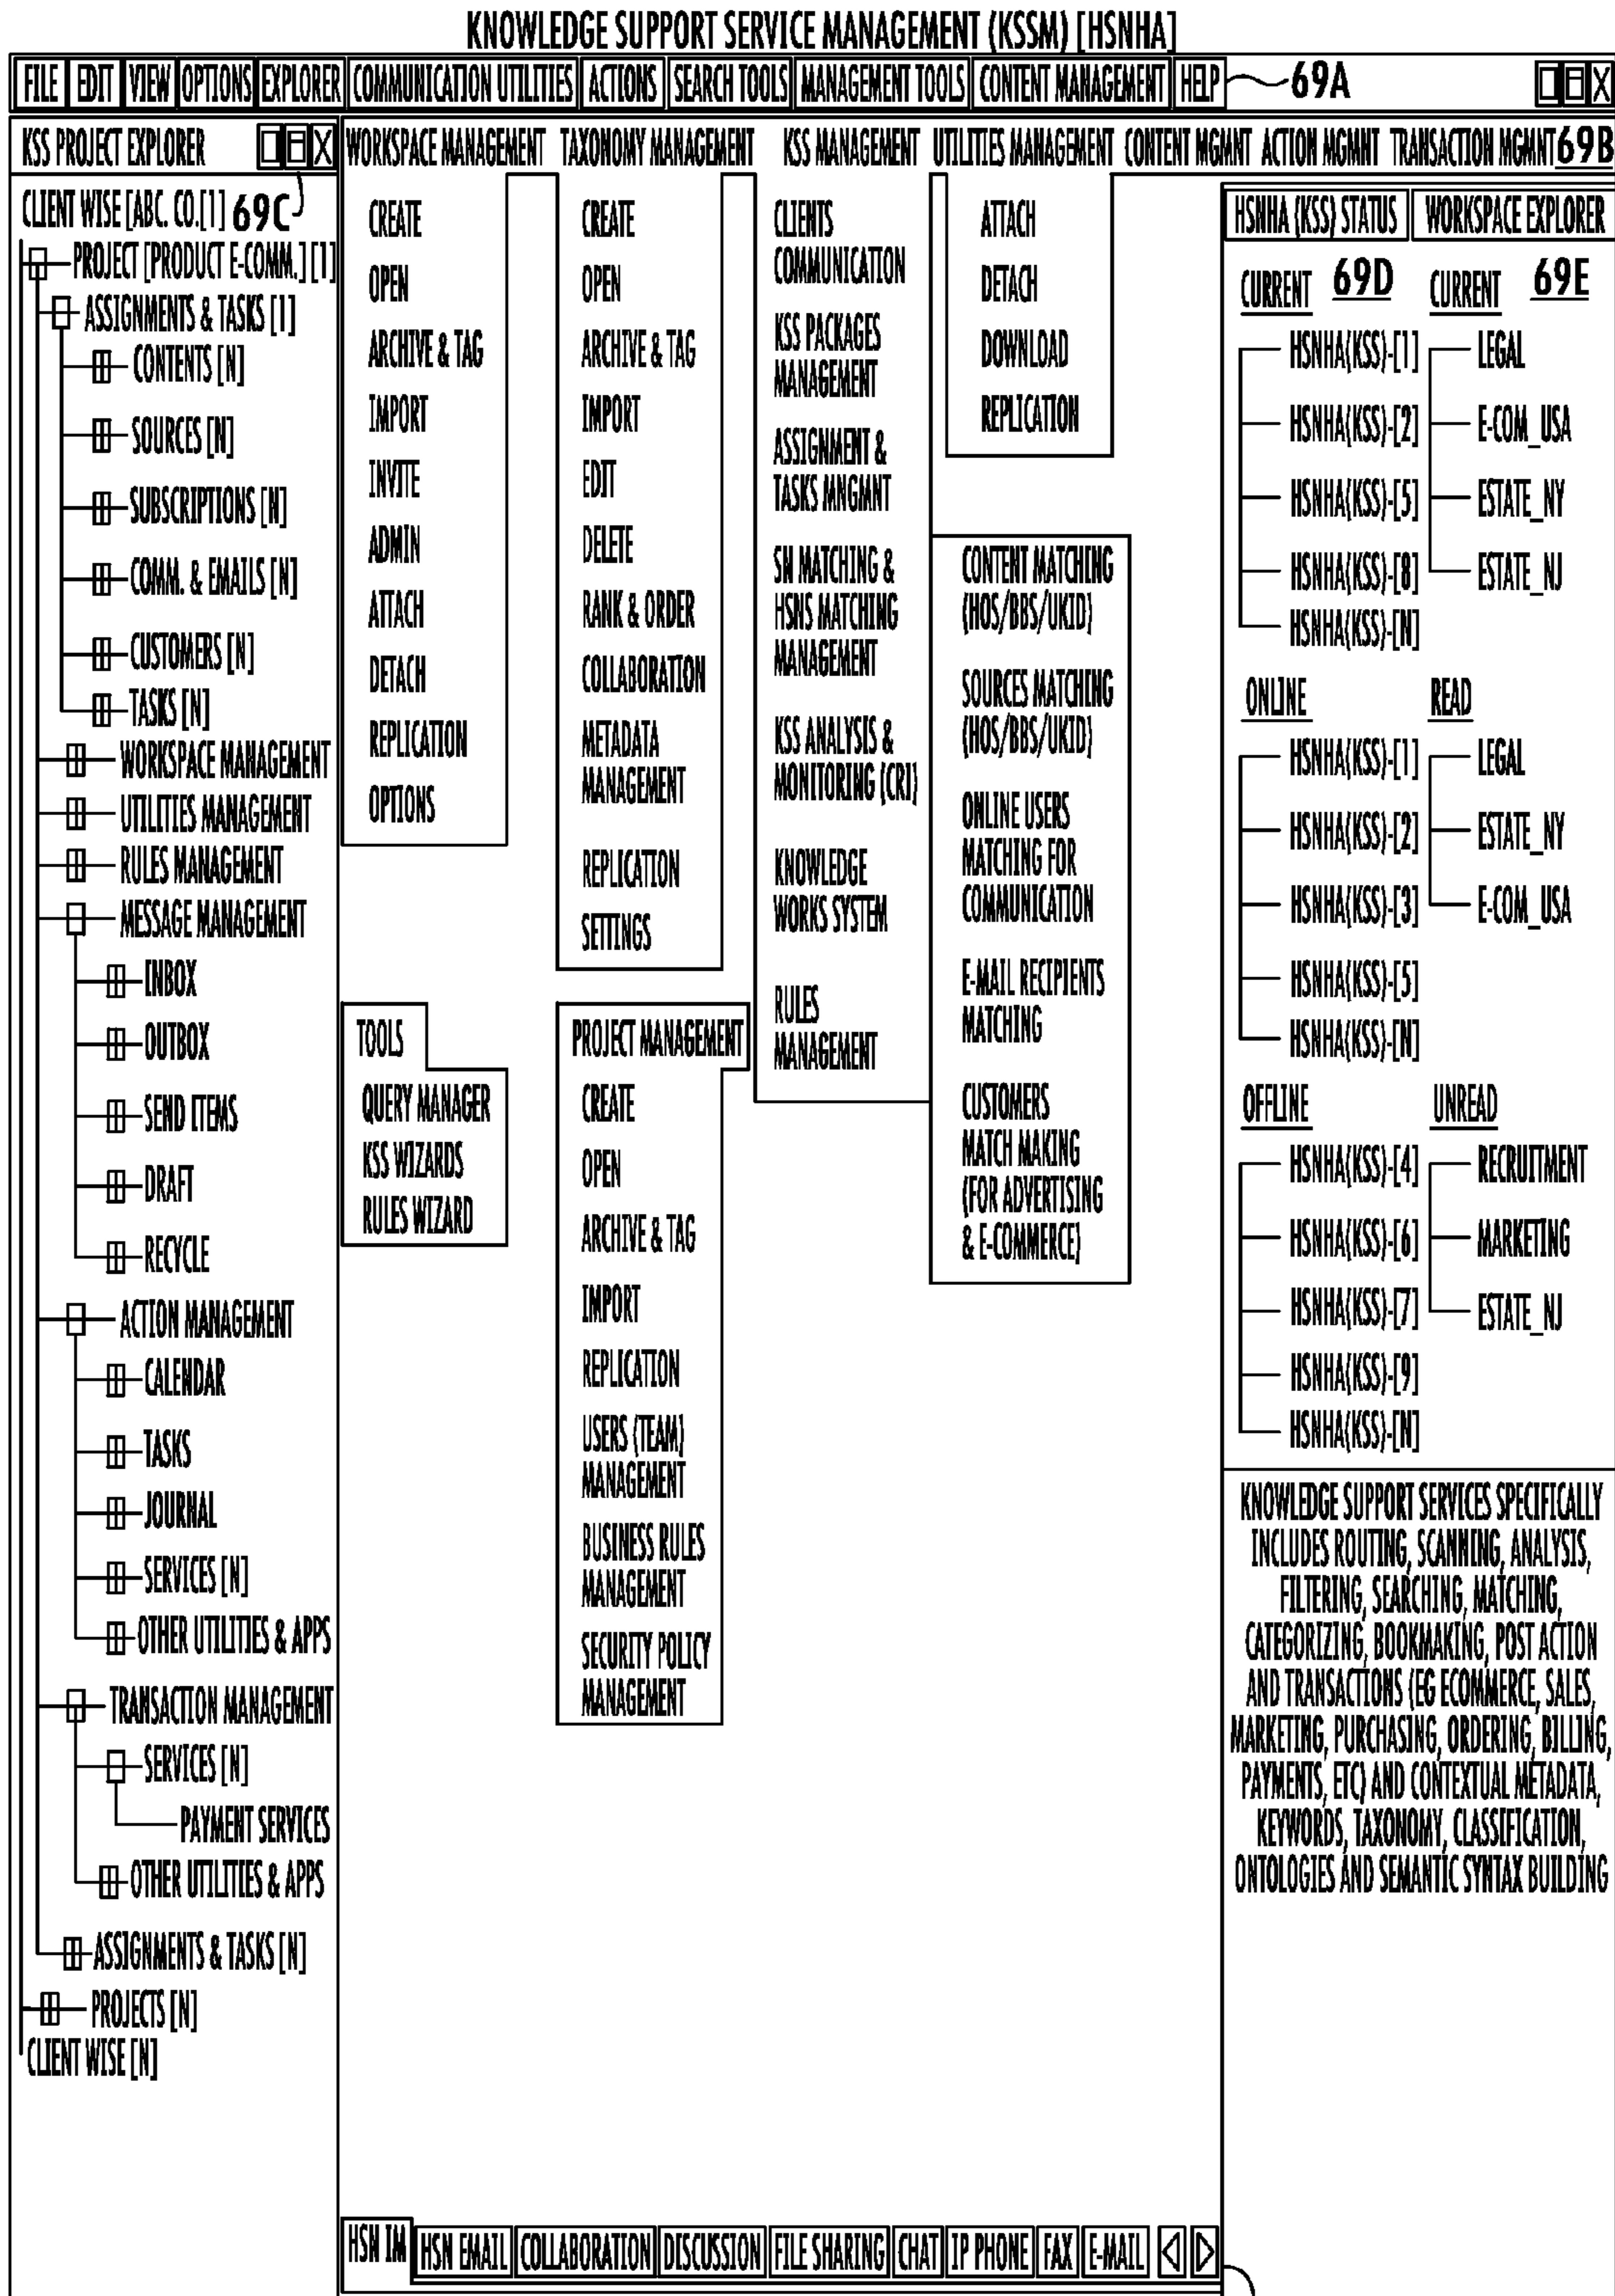 KNOWLEDGE SUPPORT SERVICE MANAGEMENT (KSSM) [HSNHA]
FILE EDIT VIEW OPTIONS EXPLORER COMMUNICATION UTILITIES ACTIONS SEARCH TOOLS MANAGEMENT TOOLS CONTENT MANAGEMENT HELP 69A
KSS PROJECT EXPLORER
CLIENT WISE [ABC. CO.[1] 69C
PROJECT [PRODUCT E-COMM.] [1]
ASSIGNMENTS & TASKS [1]
CONTENTS [N]
SOURCES [N]
SUBSCRIPTIONS [N]
COMM. & EMAILS [N]
CUSTOMERS [N]
TASKS [N]
WORKSPACE MANAGEMENT
UTILITIES MANAGEMENT
RULES MANAGEMENT
MESSAGE MANAGEMENT
INBOX
OUTBOX
SEND ITEMS
DRAFT
RECYCLE
ACTION MANAGEMENT
CALENDAR
TASKS
JOURNAL
SERVICES [N]
OTHER UTILITIES & APPS
TRANSACTION MANAGEMENT
SERVICES [N]
PAYMENT SERVICES
OTHER UTILITIES & APPS
ASSIGNMENTS & TASKS [N]
PROJECTS [N]
CLIENT WISE [N]
WORKSPACE MANAGEMENT TAXONOMY MANAGEMENT KSS MANAGEMENT UTILITIES MANAGEMENT CONTENT MGMNT ACTION MGMNT TRANSACTION MGMNT 69B
CREATE
OPEN
ARCHIVE & TAG
IMPORT
INVITE
ADMIN
ATTACH
DETACH
REPLICATION
OPTIONS
TOOLS
QUERY MANAGER
KSS WIZARDS
RULES WIZARD
CREATE
OPEN
ARCHIVE & TAG
IMPORT
EDIT
DELETE
RANK & ORDER
COLLABORATION
METADATA
MANAGEMENT
REPLICATION
SETTINGS
PROJECT MANAGEMENT
CREATE
OPEN
ARCHIVE & TAG
IMPORT
REPLICATION
USERS (TEAM)
MANAGEMENT
BUSINESS RULES
MANAGEMENT
SECURITY POLICY
MANAGEMENT
CLIENTS
COMMUNICATION
KSS PACKAGES
MANAGEMENT
ASSIGNMENT &
TASKS MNGMNT
SN MATCHING &
HSNS MATCHING
MANAGEMENT
KSS ANALYSIS &
MONITORING (CRI)
KNOWLEDGE
WORKS SYSTEM
RULES
MANAGEMENT
ATTACH
DETACH
DOWNLOAD
REPLICATION
CONTENT MATCHING
(HOS/BBS/UKID)
SOURCES MATCHING
(HOS/BBS/UKID)
ONLINE USERS
MATCHING FOR
COMMUNICATION
E-MAIL RECIPIENTS
MATCHING
CUSTOMERS
MATCH MAKING
(FOR ADVERTISING
& E-COMMERCE)
HSNHA (KSS) STATUS WORKSPACE EXPLORER
CURRENT 69D CURRENT 69E
HSNHA(KSS)-[1] LEGAL
HSNHA(KSS)-[2] E-COM_USA
HSNHA(KSS)-[5] ESTATE_NY
HSNHA(KSS)-[8] ESTATE_NJ
HSNHA(KSS)-[N]
ONLINE READ
HSNHA(KSS)-[1] LEGAL
HSNHA(KSS)-[2] ESTATE_NY
HSNHA(KSS)-[3] E-COM_USA
HSNHA(KSS)-[5]
HSNHA(KSS)-[N]
OFFLINE UNREAD
HSNHA(KSS)-[4] RECRUITMENT
HSNHA(KSS)-[6] MARKETING
HSNHA(KSS)-[7] ESTATE_NJ
HSNHA(KSS)-[9]
HSNHA(KSS)-[N]
KNOWLEDGE SUPPORT SERVICES SPECIFICALLY
INCLUDES ROUTING, SCANNING, ANALYSIS,
FILTERING, SEARCHING, MATCHING,
CATEGORIZING, BOOKMAKING, POST ACTION
AND TRANSACTIONS (EG ECOMMERCE, SALES,
MARKETING, PURCHASING, ORDERING, BILLING,
PAYMENTS, ETC) AND CONTEXTUAL METADATA,
KEYWORDS, TAXONOMY, CLASSIFICATION,
ONTOLOGIES AND SEMANTIC SYNTAX BUILDING
HSN IM HSN EMAIL COLLABORATION DISCUSSION FILE SHARING CHAT IP PHONE FAX E-MAIL